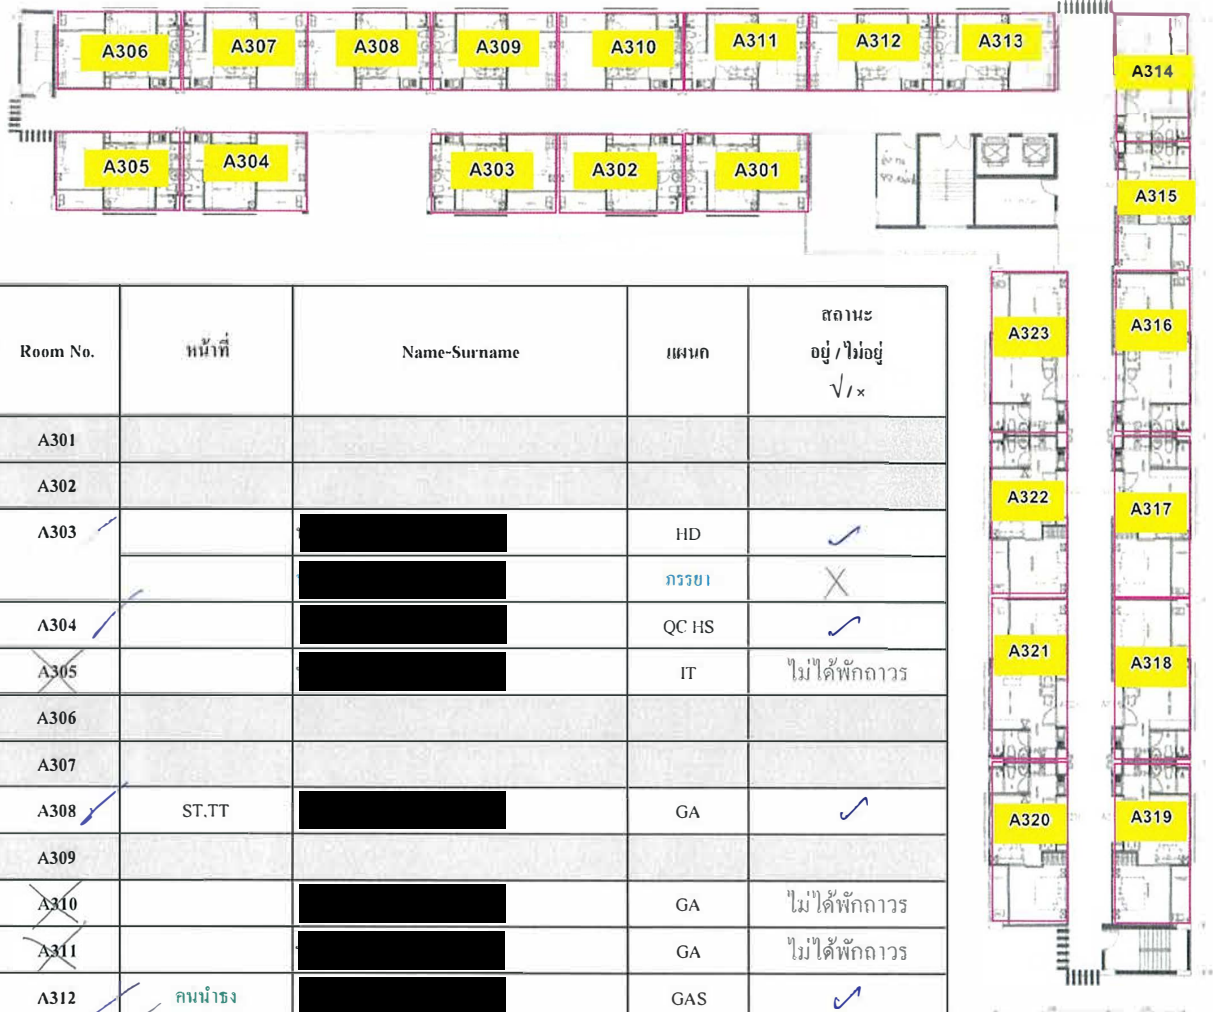 A306 A307 A308 A309 A310 A311 A312 A313
A314
A305 A304 A303 A302 A301
A315
A323 A316
A322 A317
A321 A318
A320 A319
Room No. หน้าที่ Name-Surname แผนก สถานะ
อยู่ / ไม่อยู่
√ / ×
A301
A302
A303 HD ✓
ภรรยา X
A304 QC HS ✓
A305 IT ไม่ได้พักถาวร
A306
A307
A308 ST.TT GA ✓
A309
A310 GA ไม่ได้พักถาวร
A311 GA ไม่ได้พักถาวร
A312 คนนำธง GAS ✓